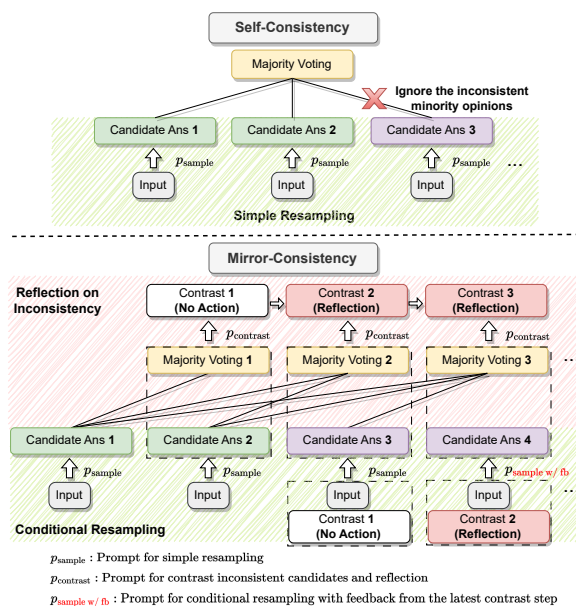 Self-Consistency
Majority Voting
Ignore the inconsistent
minority opinions
Candidate Ans 1
Candidate Ans 2
Candidate Ans 3
p_sample
p_sample
p_sample
...
Input
Input
Input
Simple Resampling
Mirror-Consistency
Reflection on
Inconsistency
Contrast 1
(No Action)
Contrast 2
(Reflection)
Contrast 3
(Reflection)
p_contrast
p_contrast
p_contrast
Majority Voting 1
Majority Voting 2
Majority Voting 3
...
Candidate Ans 1
Candidate Ans 2
Candidate Ans 3
Candidate Ans 4
p_sample
p_sample
p_sample
p_sample w/ fb
Input
Input
Input
Input
...
Conditional Resampling
Contrast 1
(No Action)
Contrast 2
(Reflection)
p_sample : Prompt for simple resampling
p_contrast : Prompt for contrast inconsistent candidates and reflection
p_sample w/ fb : Prompt for conditional resampling with feedback from the latest contrast step